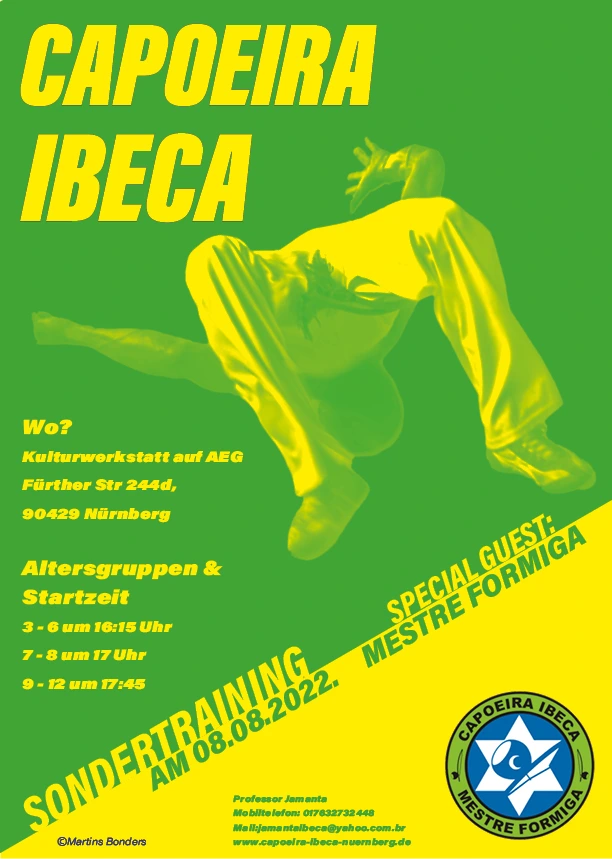 CAPOEIRA
IBECA
Wo?
Kulturwerkstatt auf AEG
Fürther Str 244d,
90429 Nürnberg
Altersgruppen &
Startzeit
3 - 6 um 16:15 Uhr
7 - 8 um 17 Uhr
9 - 12 um 17:45
SPECIAL GUEST:
MESTRE FORMIGA
SONDERTRAINING
AM 08.08.2022.
CAPOEIRA IBECA
MESTRE FORMIGA
Professor Jamanta
Mobiltelefon: 017632732448
Mail:jamantaibeca@yahoo.com.br
www.capoeira-ibeca-nuernberg.de
©Martins Bonders